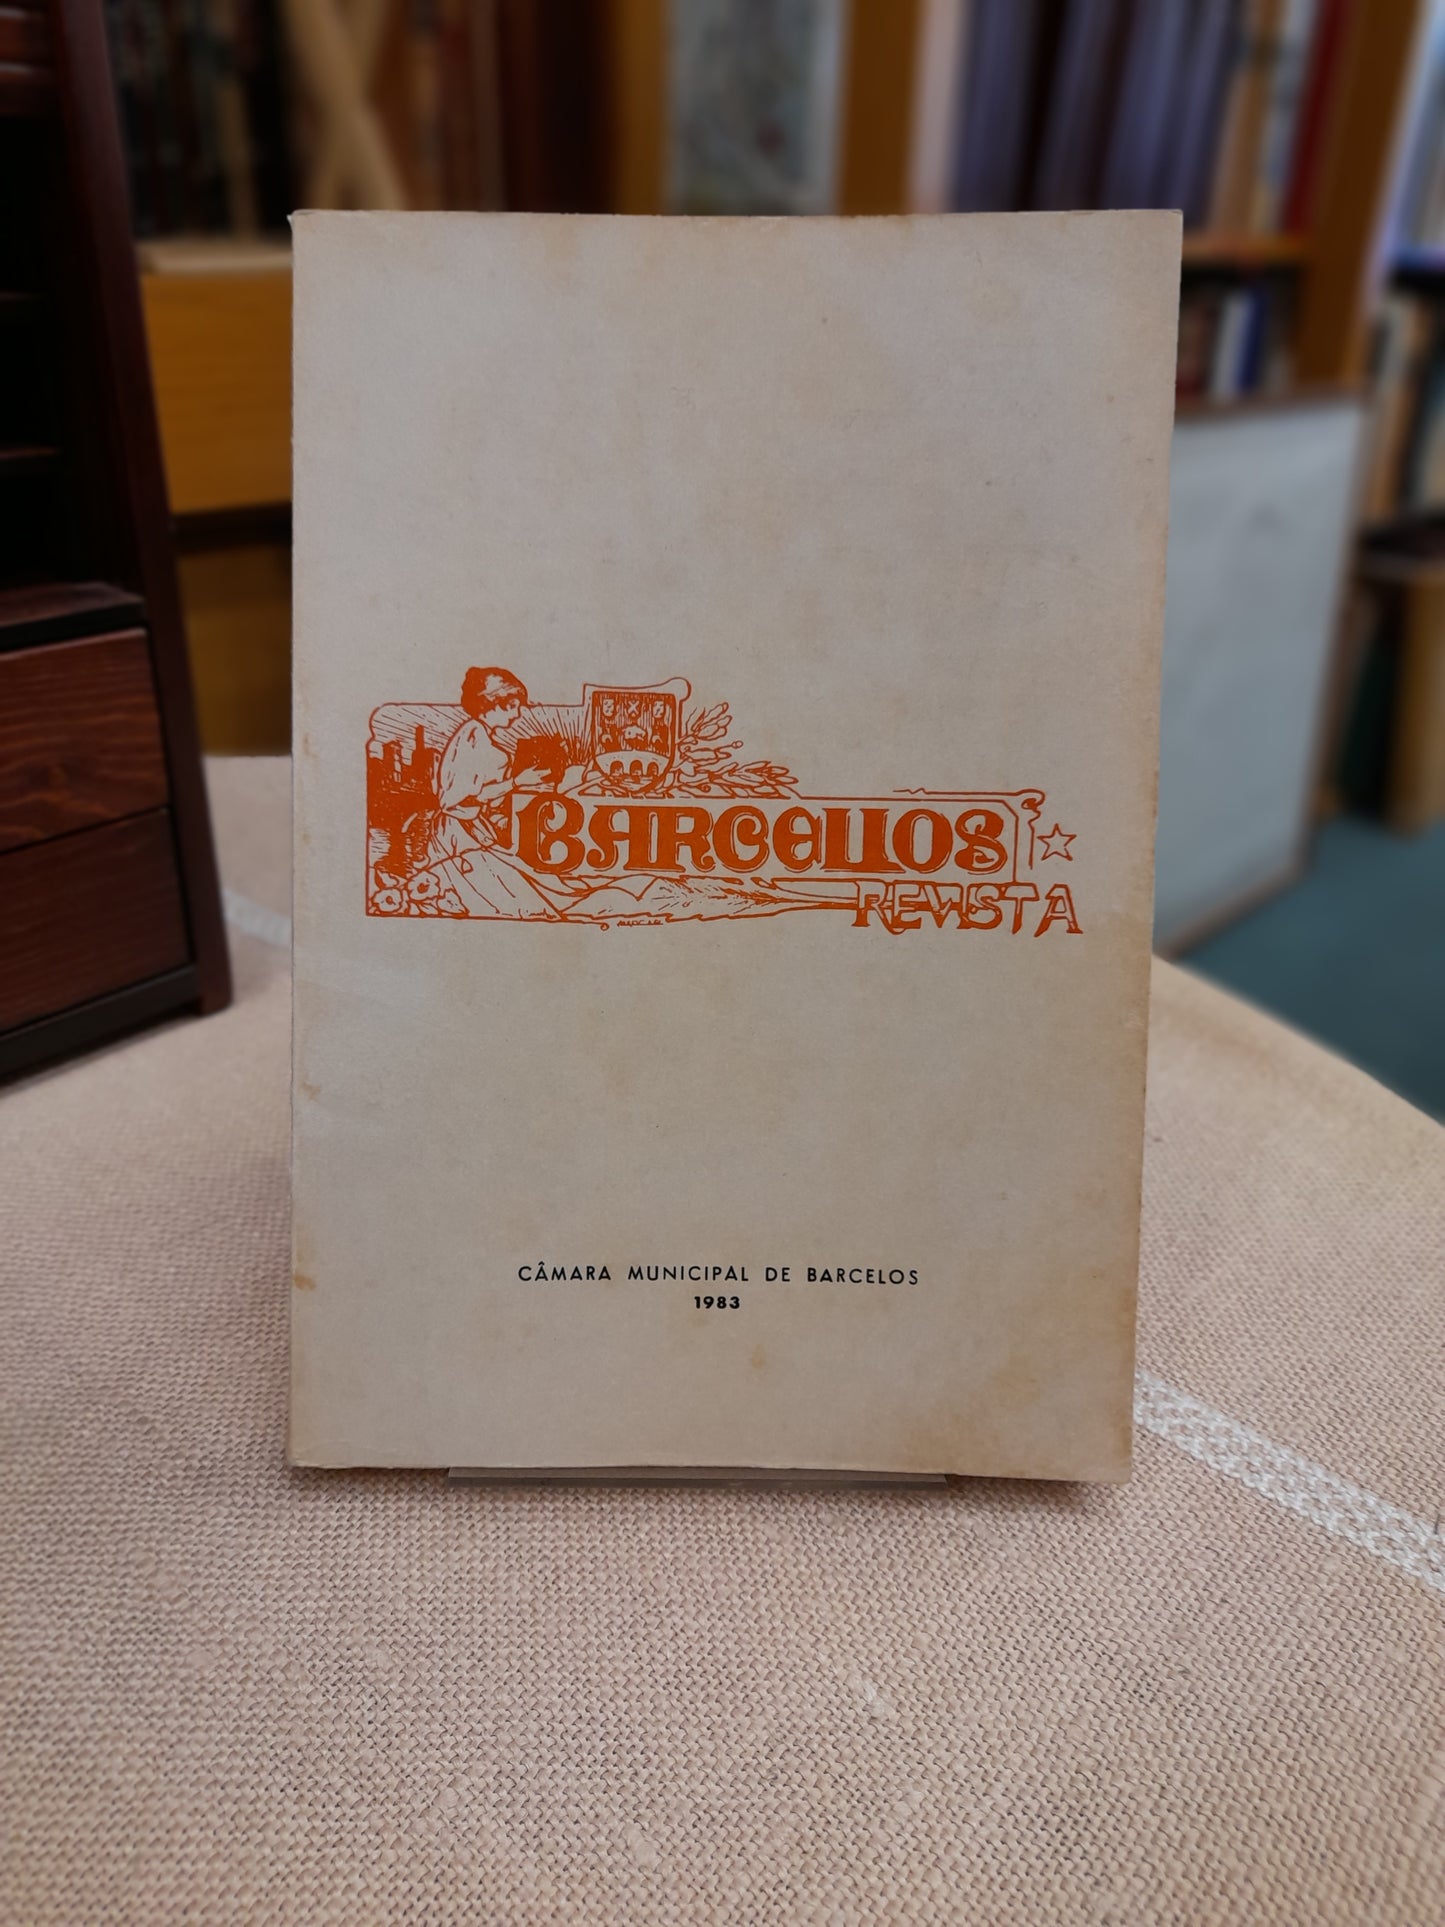 BARCELLOS
REVISTA
CÂMARA MUNICIPAL DE BARCELOS
1983